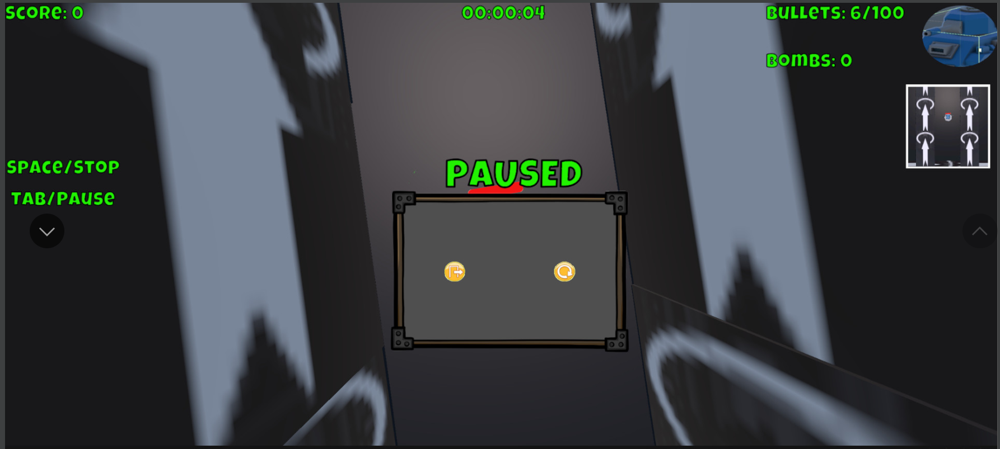 SCORE: 0
00:00:04
BULLETS: 6/100
BOMBS: 0
SPACE/STOP
TAB/PAUSE
PAUSED